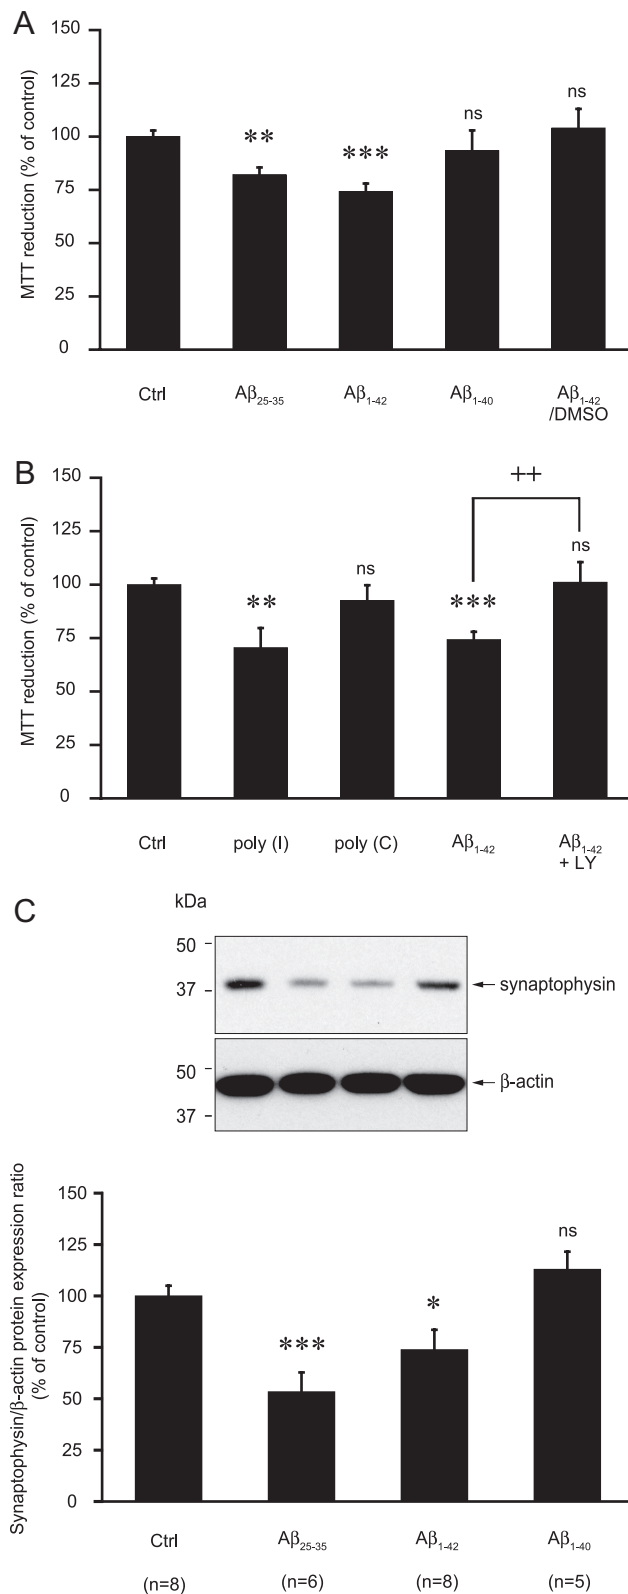 A
MTT reduction (% of control)
150
125
100
75
50
25
0
**
***
ns
ns
Ctrl
Aβ25-35
Aβ1-42
Aβ1-40
Aβ1-42
/DMSO
B
MTT reduction (% of control)
150
125
100
75
50
25
0
**
ns
***
++
ns
Ctrl
poly (I)
poly (C)
Aβ1-42
Aβ1-42
+ LY
C
kDa
50
37
synaptophysin
50
37
β-actin
Synaptophysin/β-actin protein expression ratio
(% of control)
150
125
100
75
50
25
0
***
*
ns
Ctrl
Aβ25-35
Aβ1-42
Aβ1-40
(n=8)
(n=6)
(n=8)
(n=5)